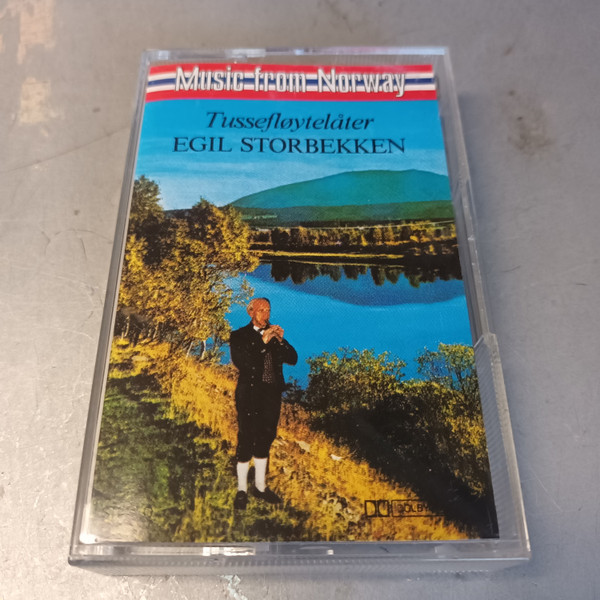 Music from Norway
Tussefløytelåter
EGIL STORBEKKEN
DOLBY